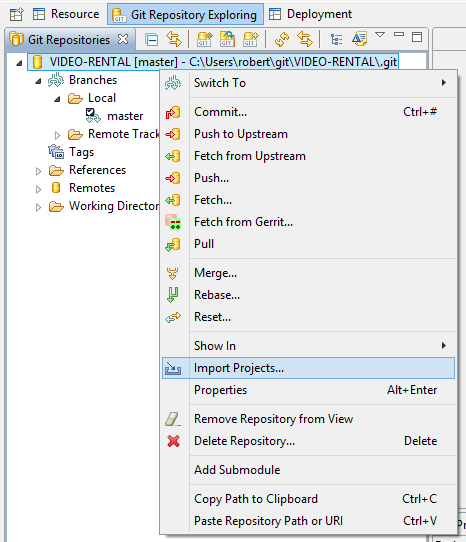 Resource
Git Repository Exploring
Deployment
Git Repositories
VIDEO-RENTAL [master] - C:\Users\robert\git\VIDEO-RENTAL\.git
Branches
Local
master
Remote Track
Tags
References
Remotes
Working Director
Switch To
Commit... Ctrl+#
Push to Upstream
Fetch from Upstream
Push...
Fetch...
Fetch from Gerrit...
Pull
Merge...
Rebase...
Reset...
Show In
Import Projects...
Properties Alt+Enter
Remove Repository from View
Delete Repository... Delete
Add Submodule
Copy Path to Clipboard Ctrl+C
Paste Repository Path or URI Ctrl+V